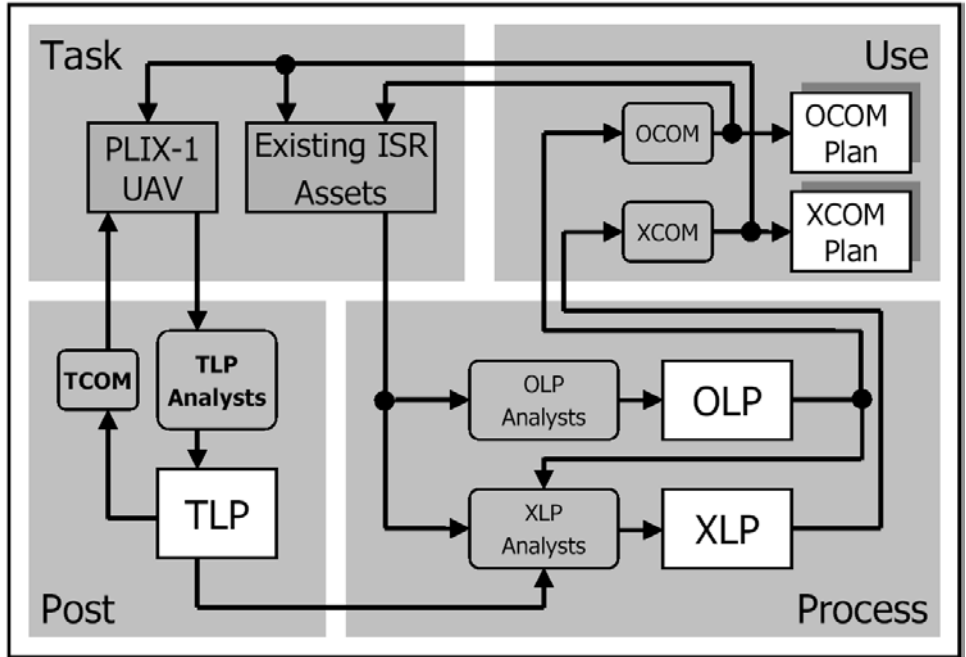 Task
PLIX-1
UAV
Existing ISR
Assets
Use
OCOM
OCOM
Plan
XCOM
XCOM
Plan
TCOM
TLP
Analysts
TLP
Post
OLP
Analysts
OLP
XLP
Analysts
XLP
Process